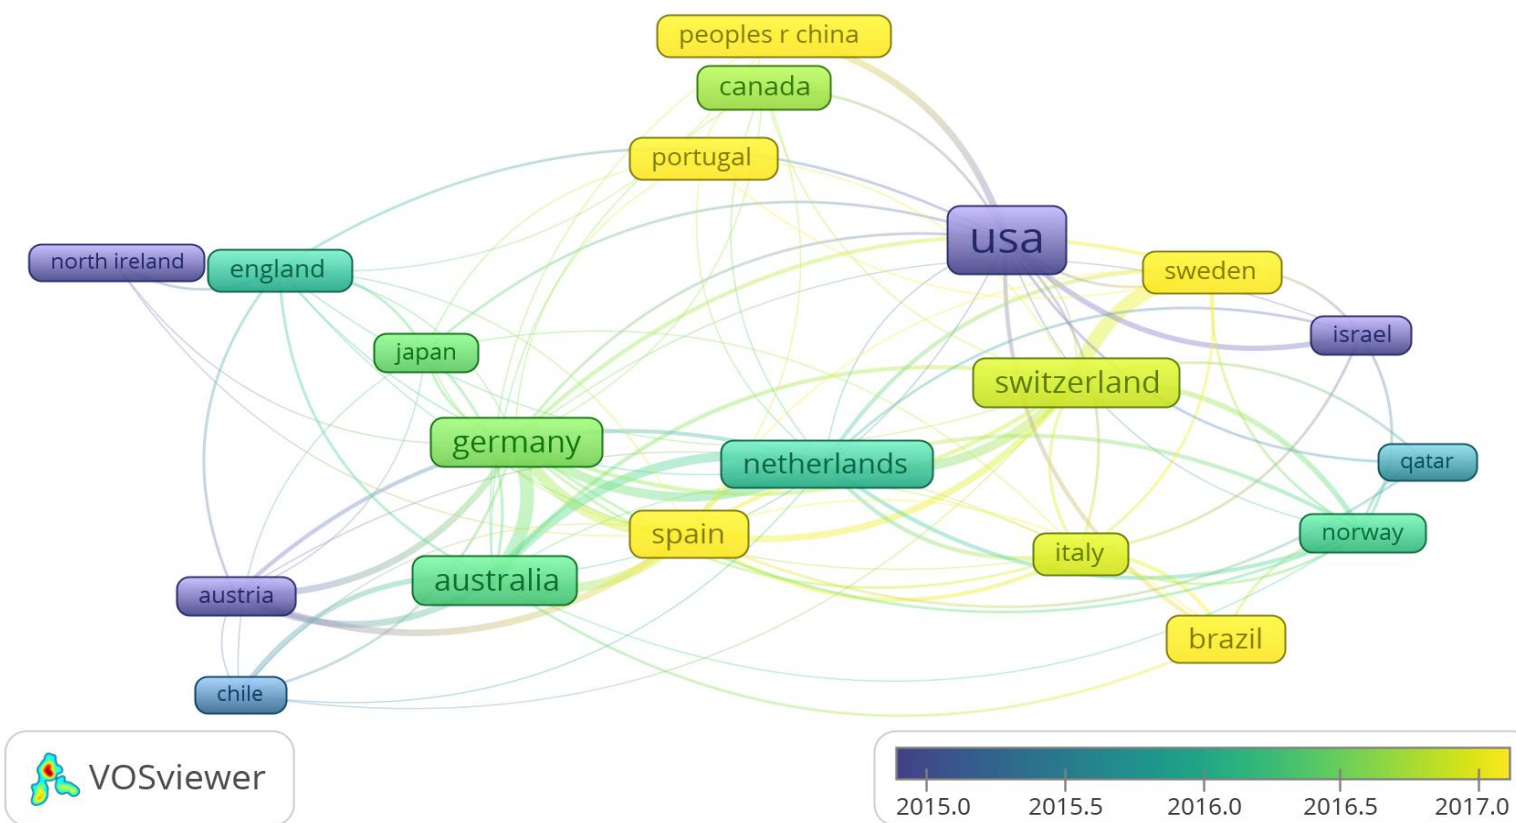 peoples r china
canada
portugal
usa
north ireland
england
sweden
israel
japan
switzerland
germany
netherlands
qatar
spain
norway
italy
australia
austria
brazil
chile
VOSviewer
2015.0 2015.5 2016.0 2016.5 2017.0